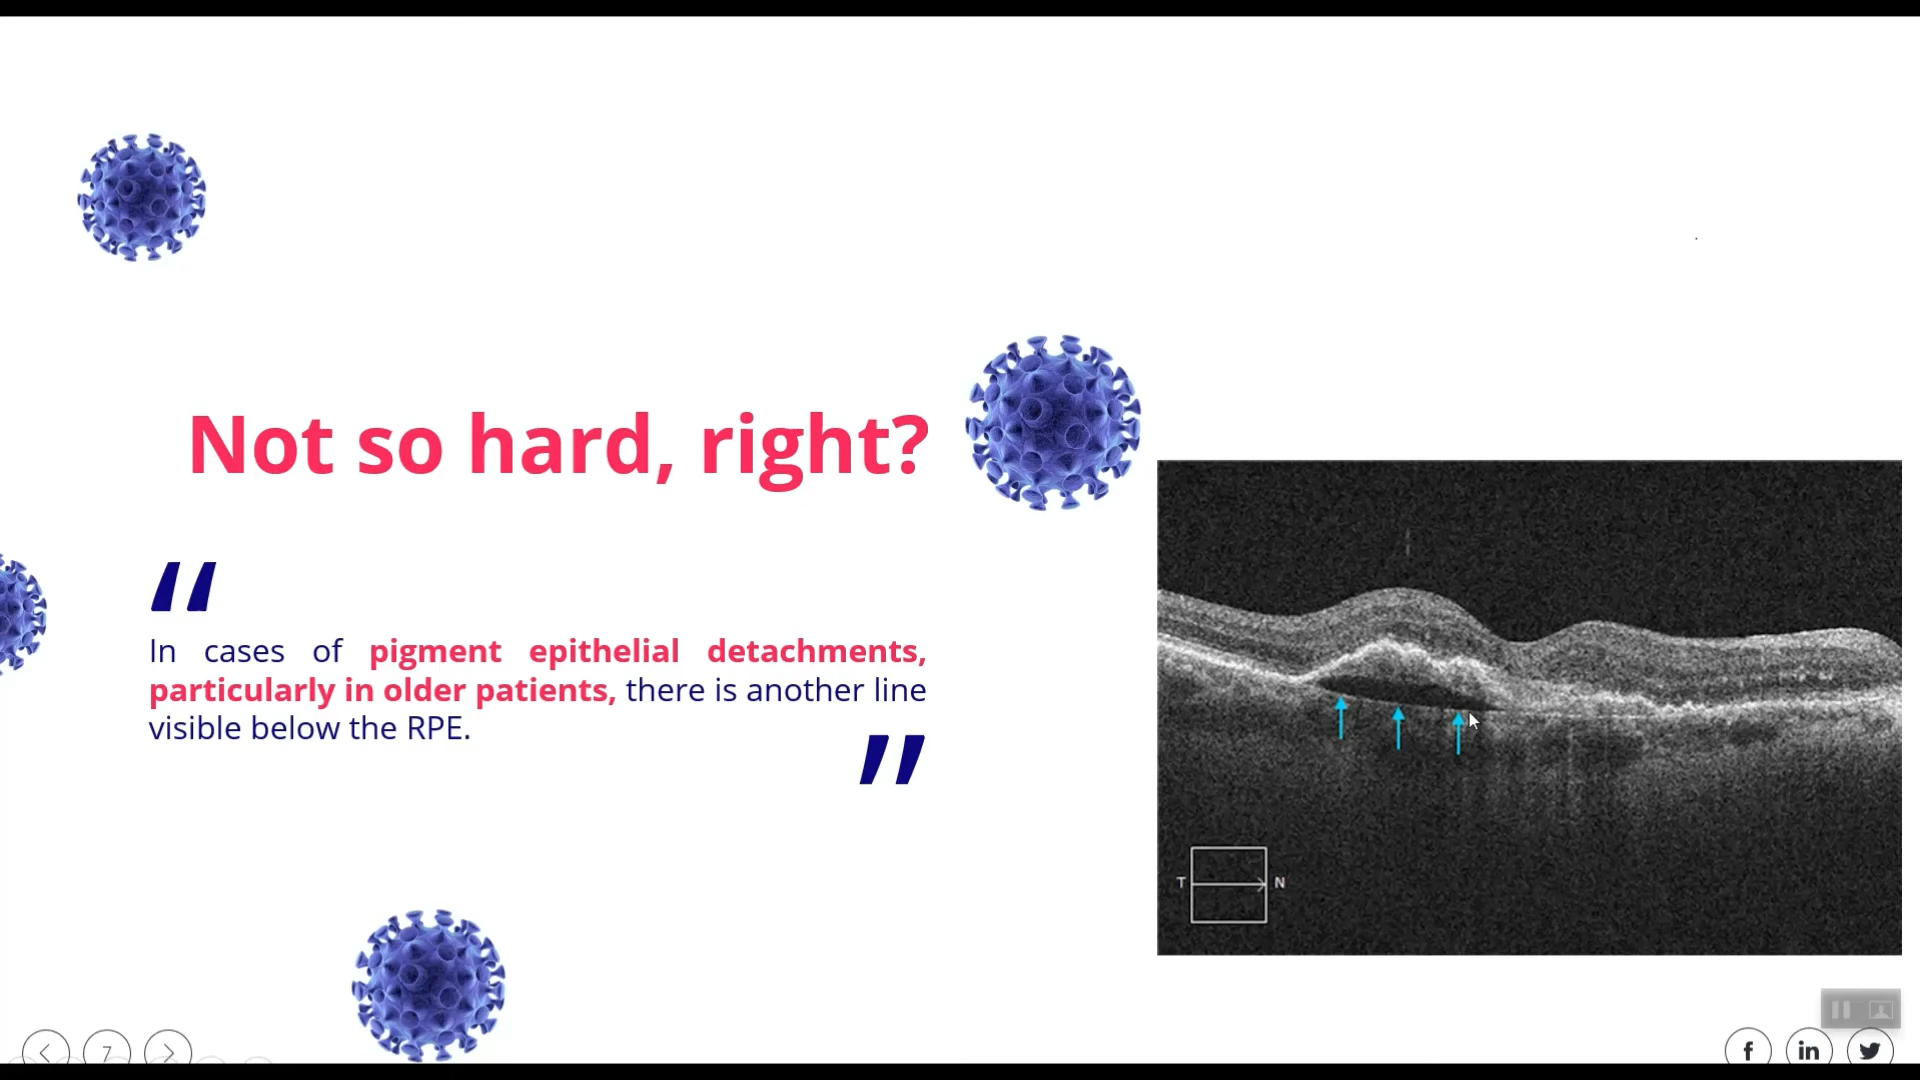 Not so hard, right?
“
In cases of pigment epithelial detachments,
particularly in older patients, there is another line
visible below the RPE.
”
T N
7
f in